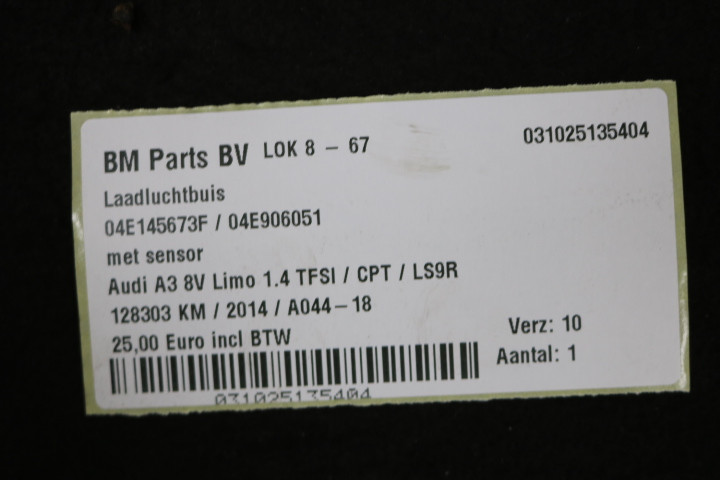 BM Parts BV LOK 8 - 67 031025135404
Laadluchtbuis
04E145673F / 04E906051
met sensor
Audi A3 8V Limo 1.4 TFSI / CPT / LS9R
128303 KM / 2014 / A044-18
25,00 Euro incl BTW
Verz: 10
Aantal: 1
031025135404